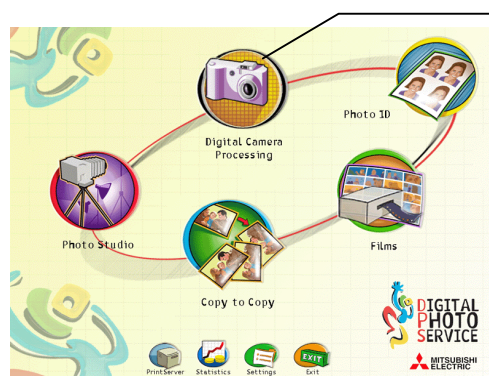 Digital Camera
Processing
Photo ID
Photo Studio
Films
Copy to Copy
DIGITAL
PHOTO
SERVICE
MITSUBISHI
ELECTRIC
PrintServer
Statistics
Settings
EXIT
Exit